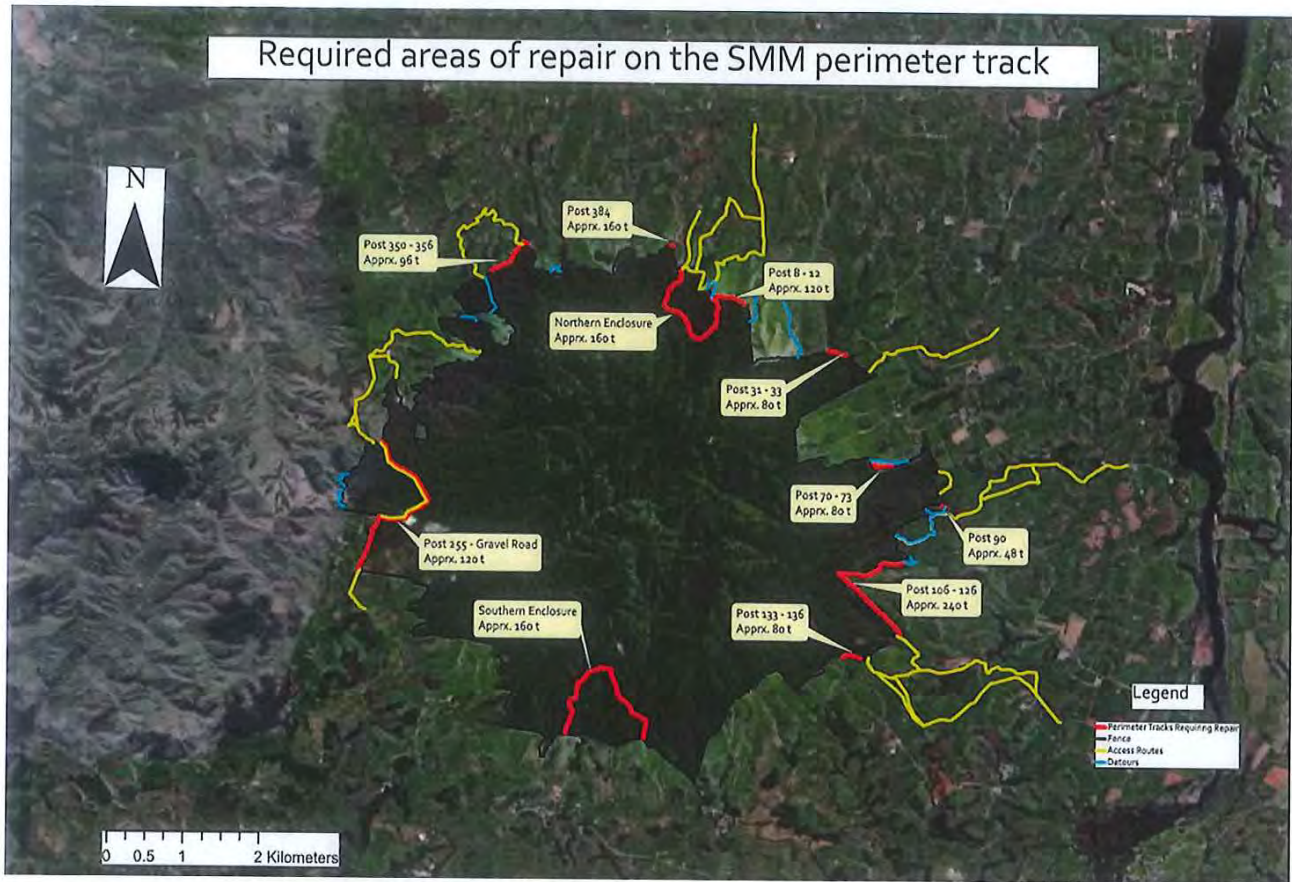 Required areas of repair on the SMM perimeter track
N
Post 384
Apprx. 160 t
Post 350 - 356
Apprx. 96 t
Post 8 - 12
Apprx. 120 t
Northern Enclosure
Apprx. 160 t
Post 31 - 33
Apprx. 80 t
Post 70 - 73
Apprx. 80 t
Post 90
Apprx. 48 t
Post 255 - Gravel Road
Apprx. 120 t
Post 106 - 126
Apprx. 240 t
Southern Enclosure
Apprx. 160 t
Post 133 - 136
Apprx. 80 t
Legend
Perimeter Tracks Requiring Repair
Fence
Access Routes
Detours
0 0.5 1 2 Kilometers